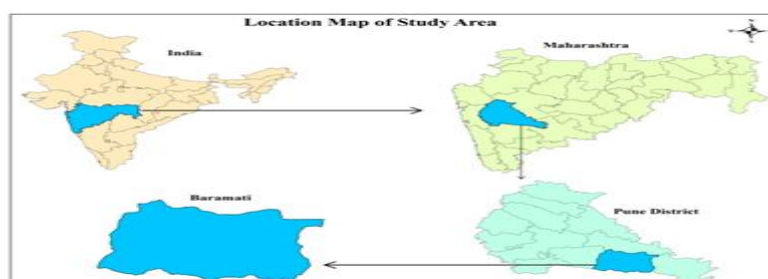 Location Map of Study Area
India
Maharashtra
Baramati
Pune District